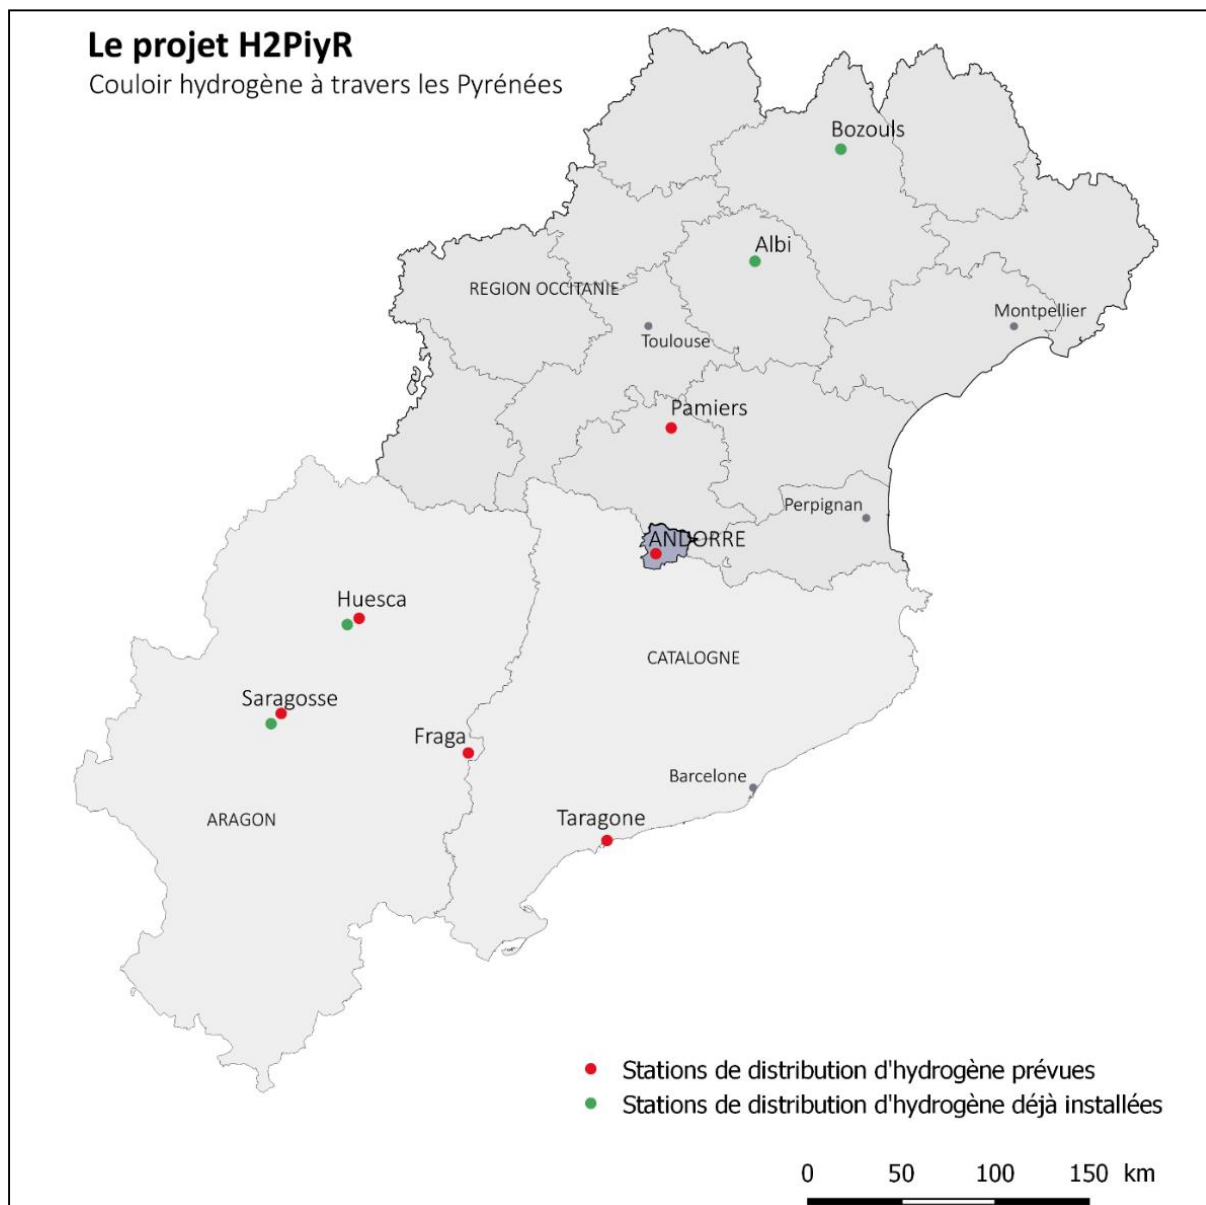 Le projet H2PiyR
Couloir hydrogène à travers les Pyrénées
Bozouls
Albi
REGION OCCITANIE
Montpellier
Toulouse
Pamiers
Perpignan
ANDORRE
Huesca
CATALOGNE
Saragosse
Fraga
Barcelone
ARAGON
Taragone
Stations de distribution d'hydrogène prévues
Stations de distribution d'hydrogène déjà installées
0 50 100 150 km